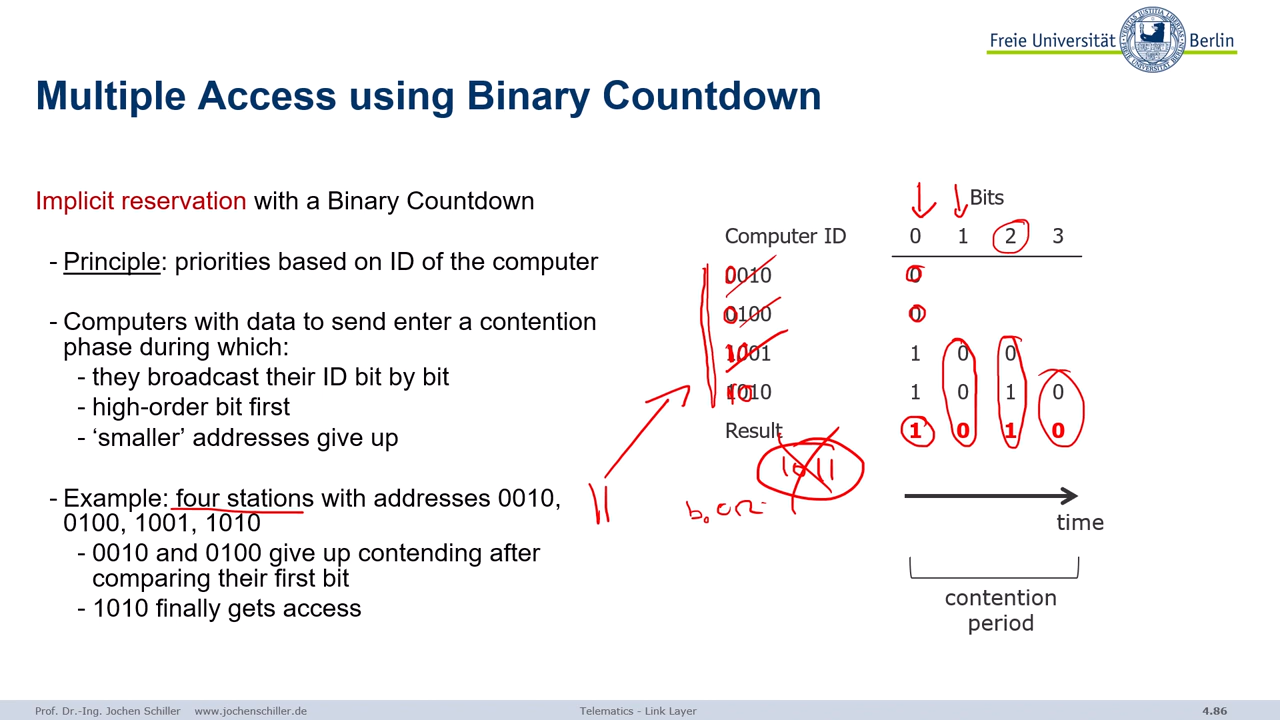 Freie Universität Berlin
Multiple Access using Binary Countdown
Implicit reservation with a Binary Countdown
- Principle: priorities based on ID of the computer
- Computers with data to send enter a contention
phase during which:
- they broadcast their ID bit by bit
- high-order bit first
- ‘smaller’ addresses give up
- Example: four stations with addresses 0010,
0100, 1001, 1010
- 0010 and 0100 give up contending after
comparing their first bit
- 1010 finally gets access
Bits
Computer ID 0 1 2 3
0010 0
0100 0
1001 1 0 0
1010 1 0 1 0
Result 1 0 1 0
1011
b. OR
11
time
contention
period
Prof. Dr.-Ing. Jochen Schiller www.jochenschiller.de Telematics - Link Layer 4.86